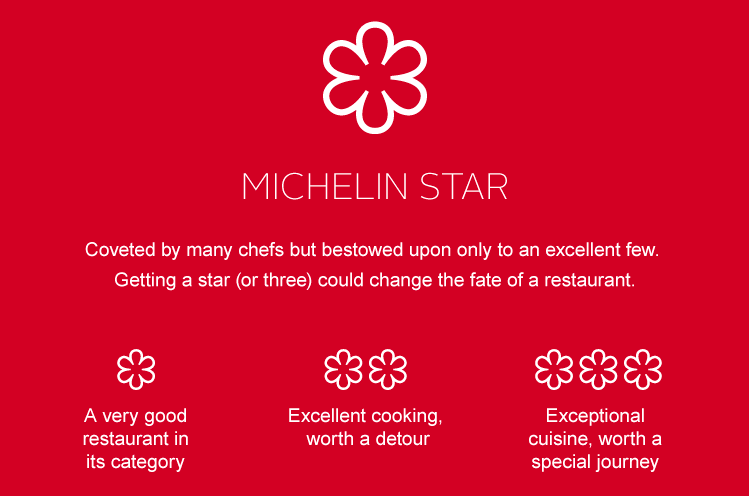 MICHELIN STAR
Coveted by many chefs but bestowed upon only to an excellent few.
Getting a star (or three) could change the fate of a restaurant.
A very good
restaurant in
its category
Excellent cooking,
worth a detour
Exceptional
cuisine, worth a
special journey